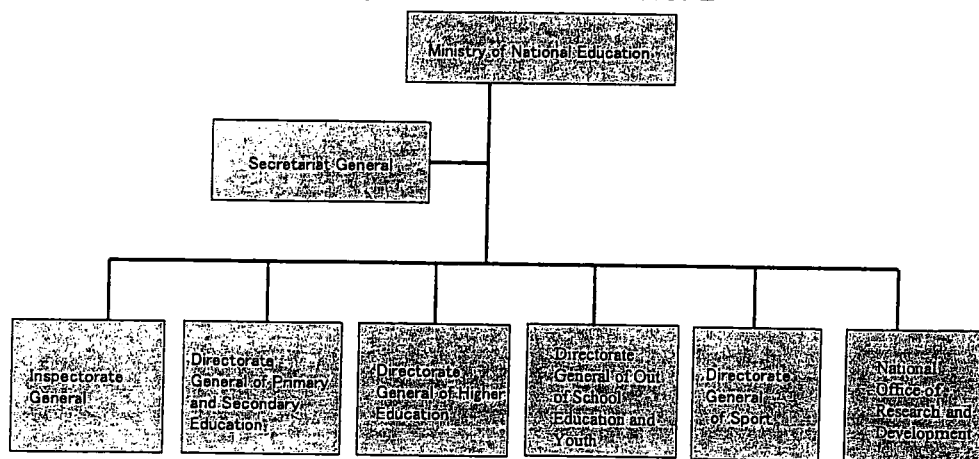 Ministry of National Education
Secretariat General
Inspectorate
General
Directorate
General of Primary
and Secondary
Education
Directorate
General of Higher
Education
Directorate
General of Out
of School
Education and
Youth
Directorate
General
of Sport
National
Office of
Research and
Development